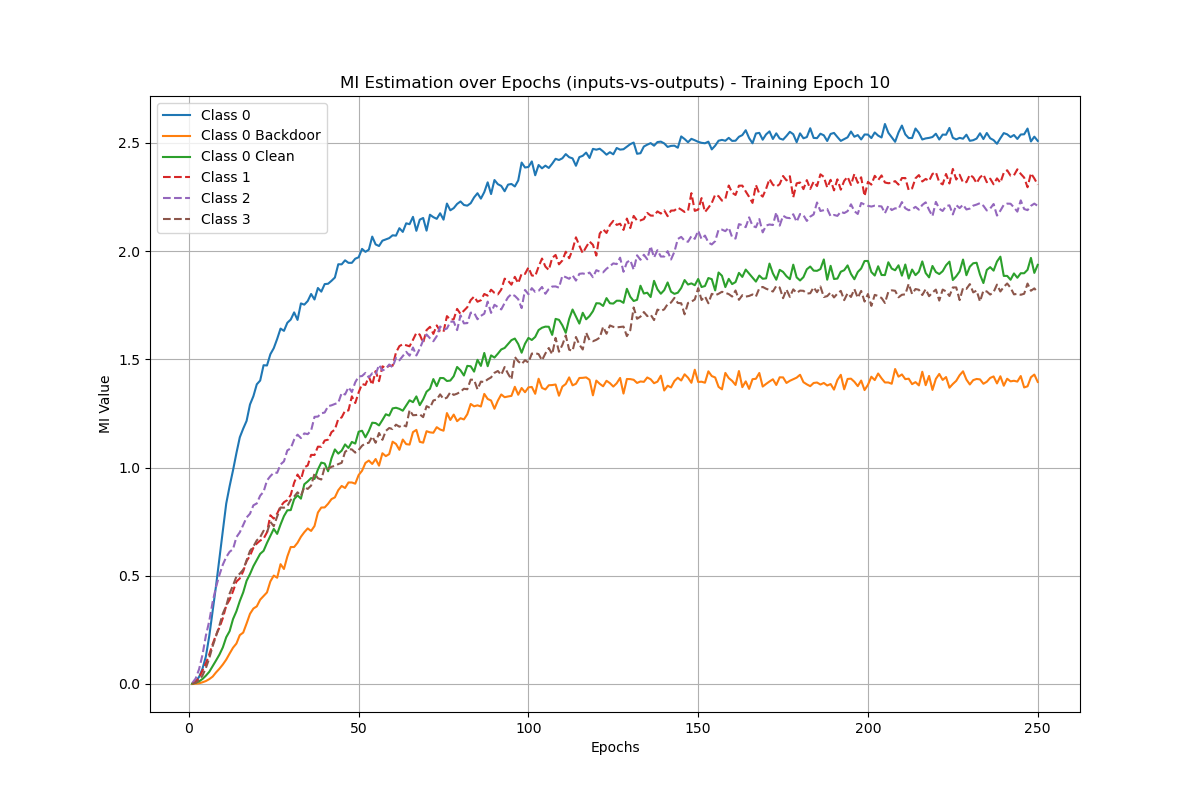 MI Estimation over Epochs (inputs-vs-outputs) - Training Epoch 10
Class 0
Class 0 Backdoor
Class 0 Clean
Class 1
Class 2
Class 3
MI Value
2.5
2.0
1.5
1.0
0.5
0.0
0 50 100 150 200 250
Epochs